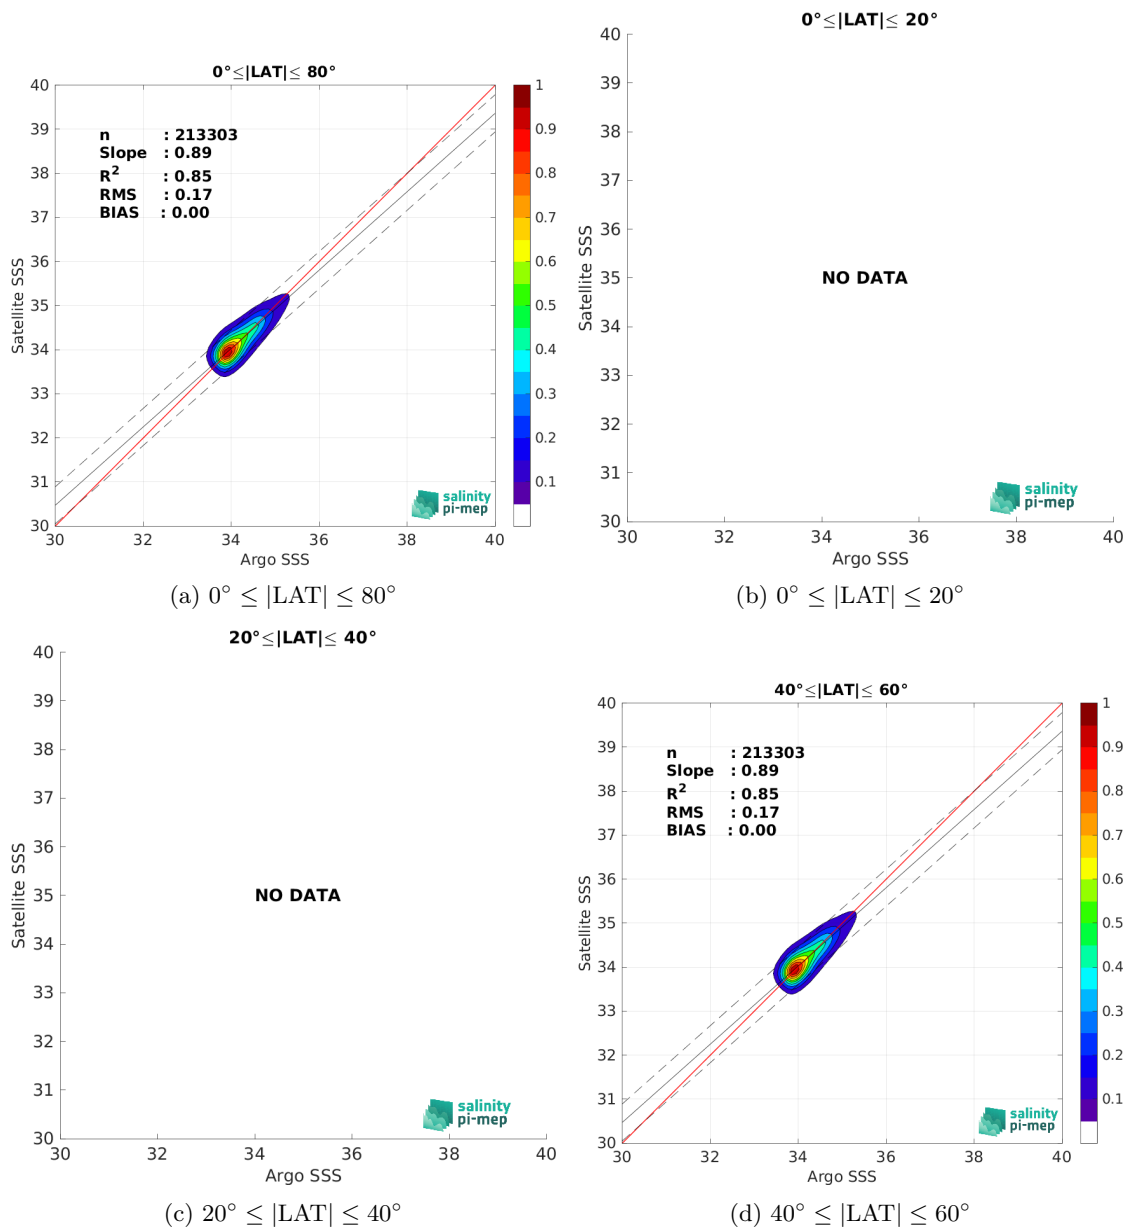 0°≤|LAT|≤ 80°
40
39
38
37
36
35
34
33
32
31
30
Satellite SSS
n : 213303
Slope : 0.89
R² : 0.85
RMS : 0.17
BIAS : 0.00
salinity
pi-mep
30 32 34 36 38 40
Argo SSS
1
0.9
0.8
0.7
0.6
0.5
0.4
0.3
0.2
0.1
(a) 0° ≤ |LAT| ≤ 80°
0°≤|LAT|≤ 20°
40
39
38
37
36
35
34
33
32
31
30
Satellite SSS
NO DATA
salinity
pi-mep
30 32 34 36 38 40
Argo SSS
(b) 0° ≤ |LAT| ≤ 20°
20°≤|LAT|≤ 40°
40
39
38
37
36
35
34
33
32
31
30
Satellite SSS
NO DATA
salinity
pi-mep
30 32 34 36 38 40
Argo SSS
(c) 20° ≤ |LAT| ≤ 40°
40°≤|LAT|≤ 60°
40
39
38
37
36
35
34
33
32
31
30
Satellite SSS
n : 213303
Slope : 0.89
R² : 0.85
RMS : 0.17
BIAS : 0.00
salinity
pi-mep
30 32 34 36 38 40
Argo SSS
1
0.9
0.8
0.7
0.6
0.5
0.4
0.3
0.2
0.1
(d) 40° ≤ |LAT| ≤ 60°